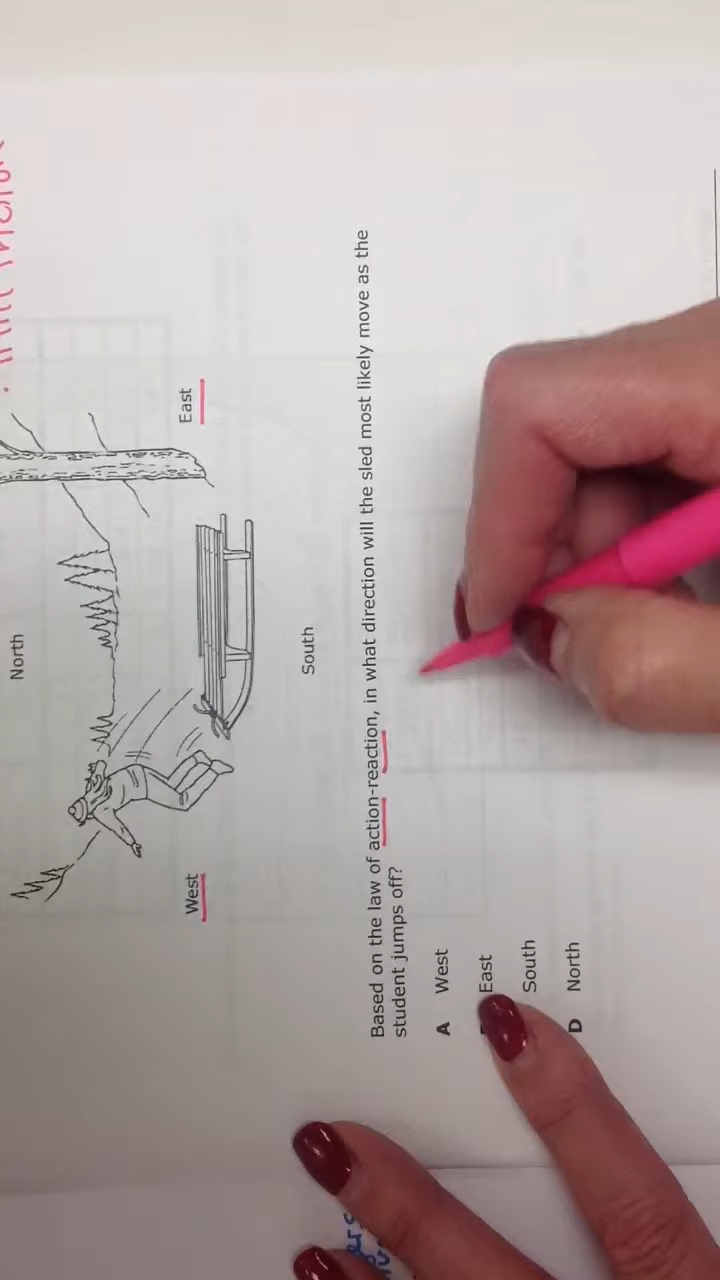 North
West
East
South
Based on the law of action-reaction, in what direction will the sled most likely move as the
student jumps off?
A West
East
South
D North